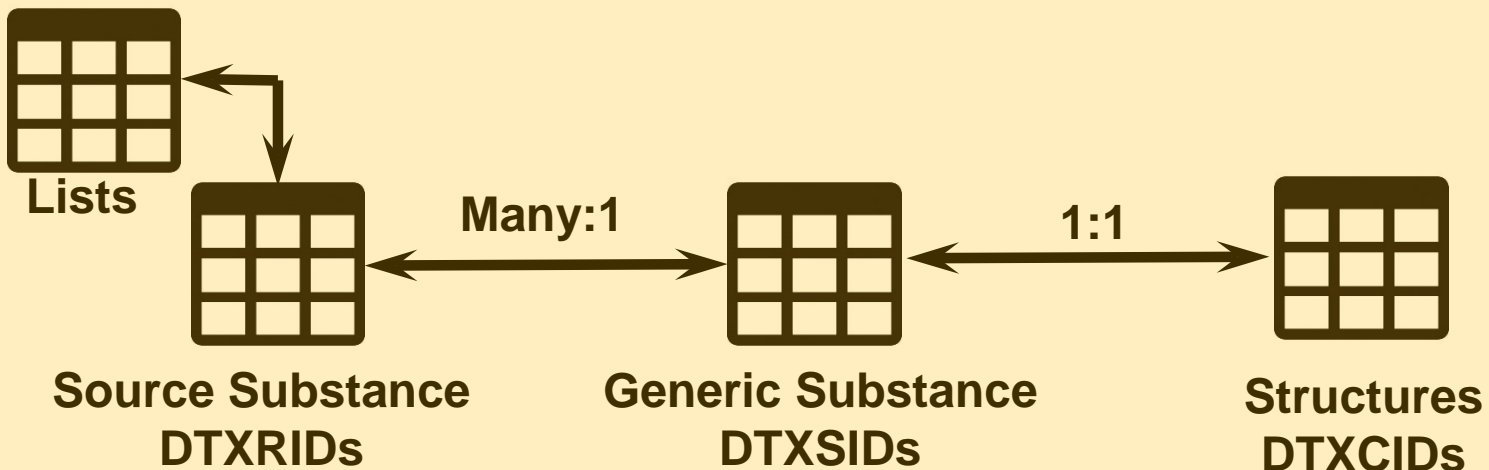 Lists
Many:1
1:1
Source Substance
DTXRIDs
Generic Substance
DTXSIDs
Structures
DTXCIDs